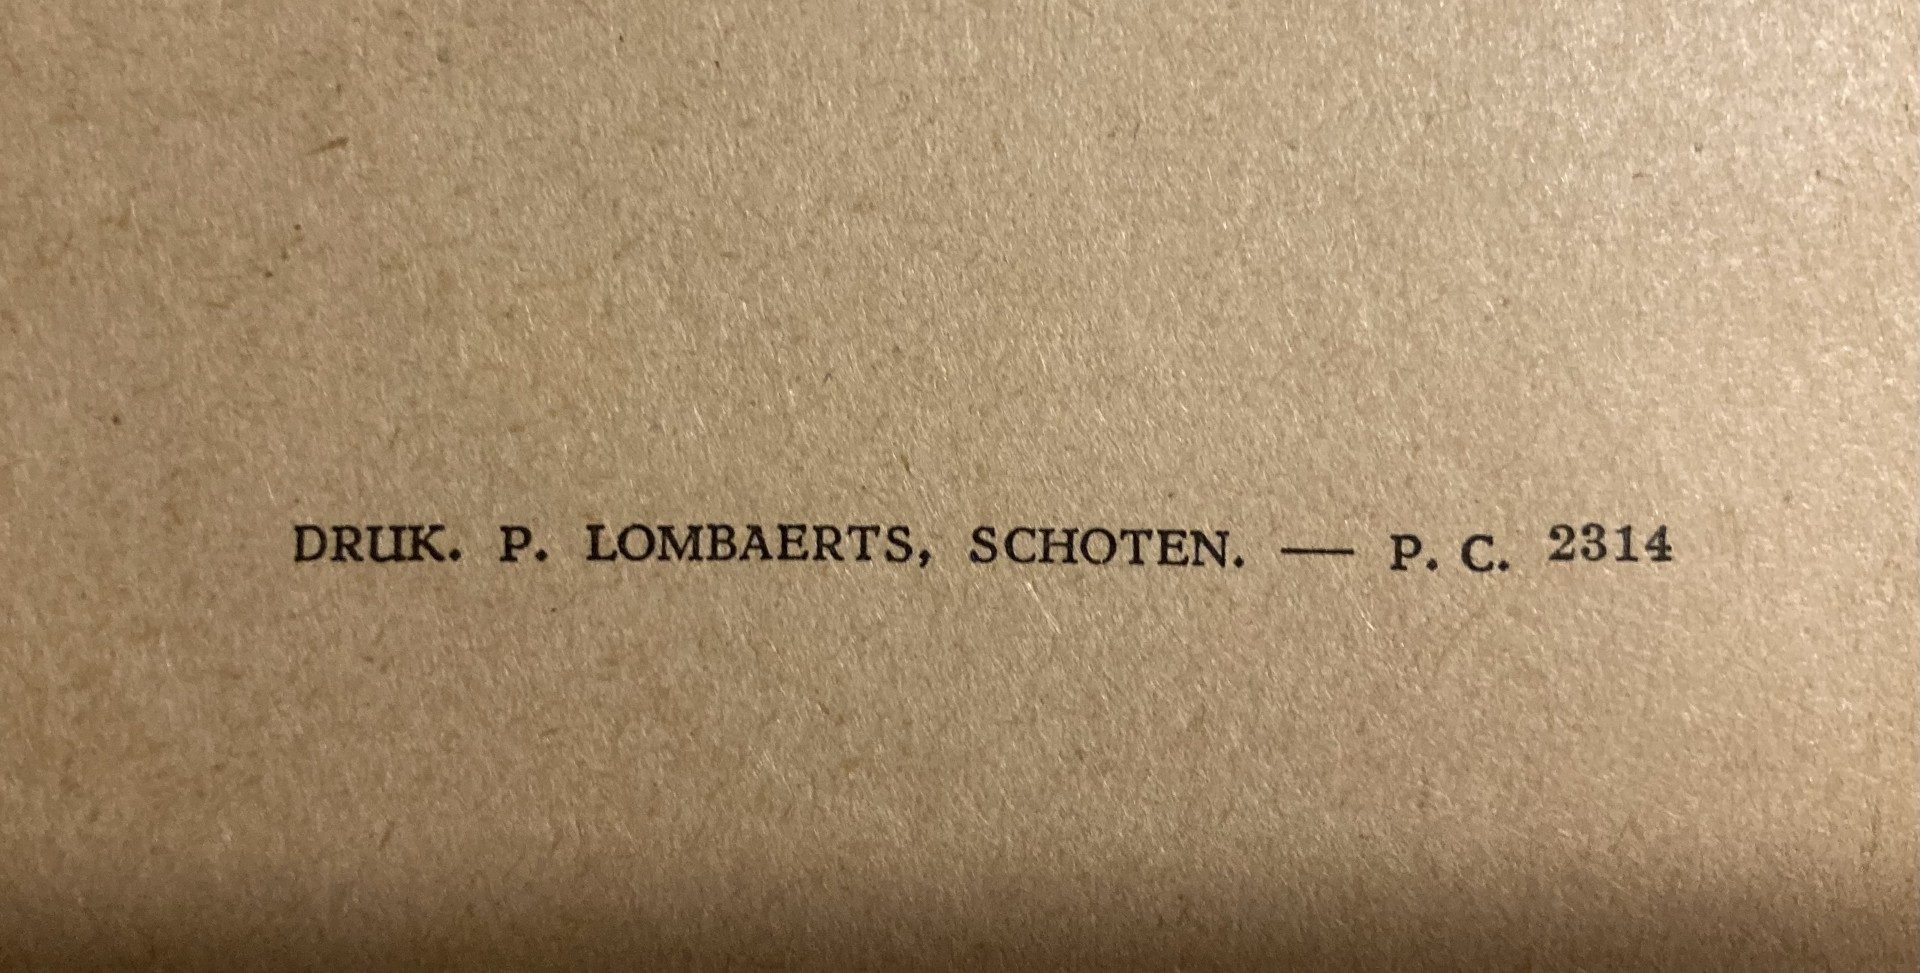 DRUK. P. LOMBAERTS, SCHOTEN. — P. C. 2314